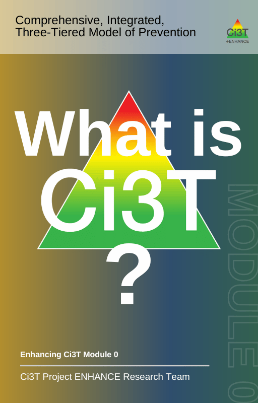 Comprehensive, Integrated,
Three-Tiered Model of Prevention
Ci3T
What is
Ci3T
?
MODULE 0
Enhancing Ci3T Module 0
Ci3T Project ENHANCE Research Team